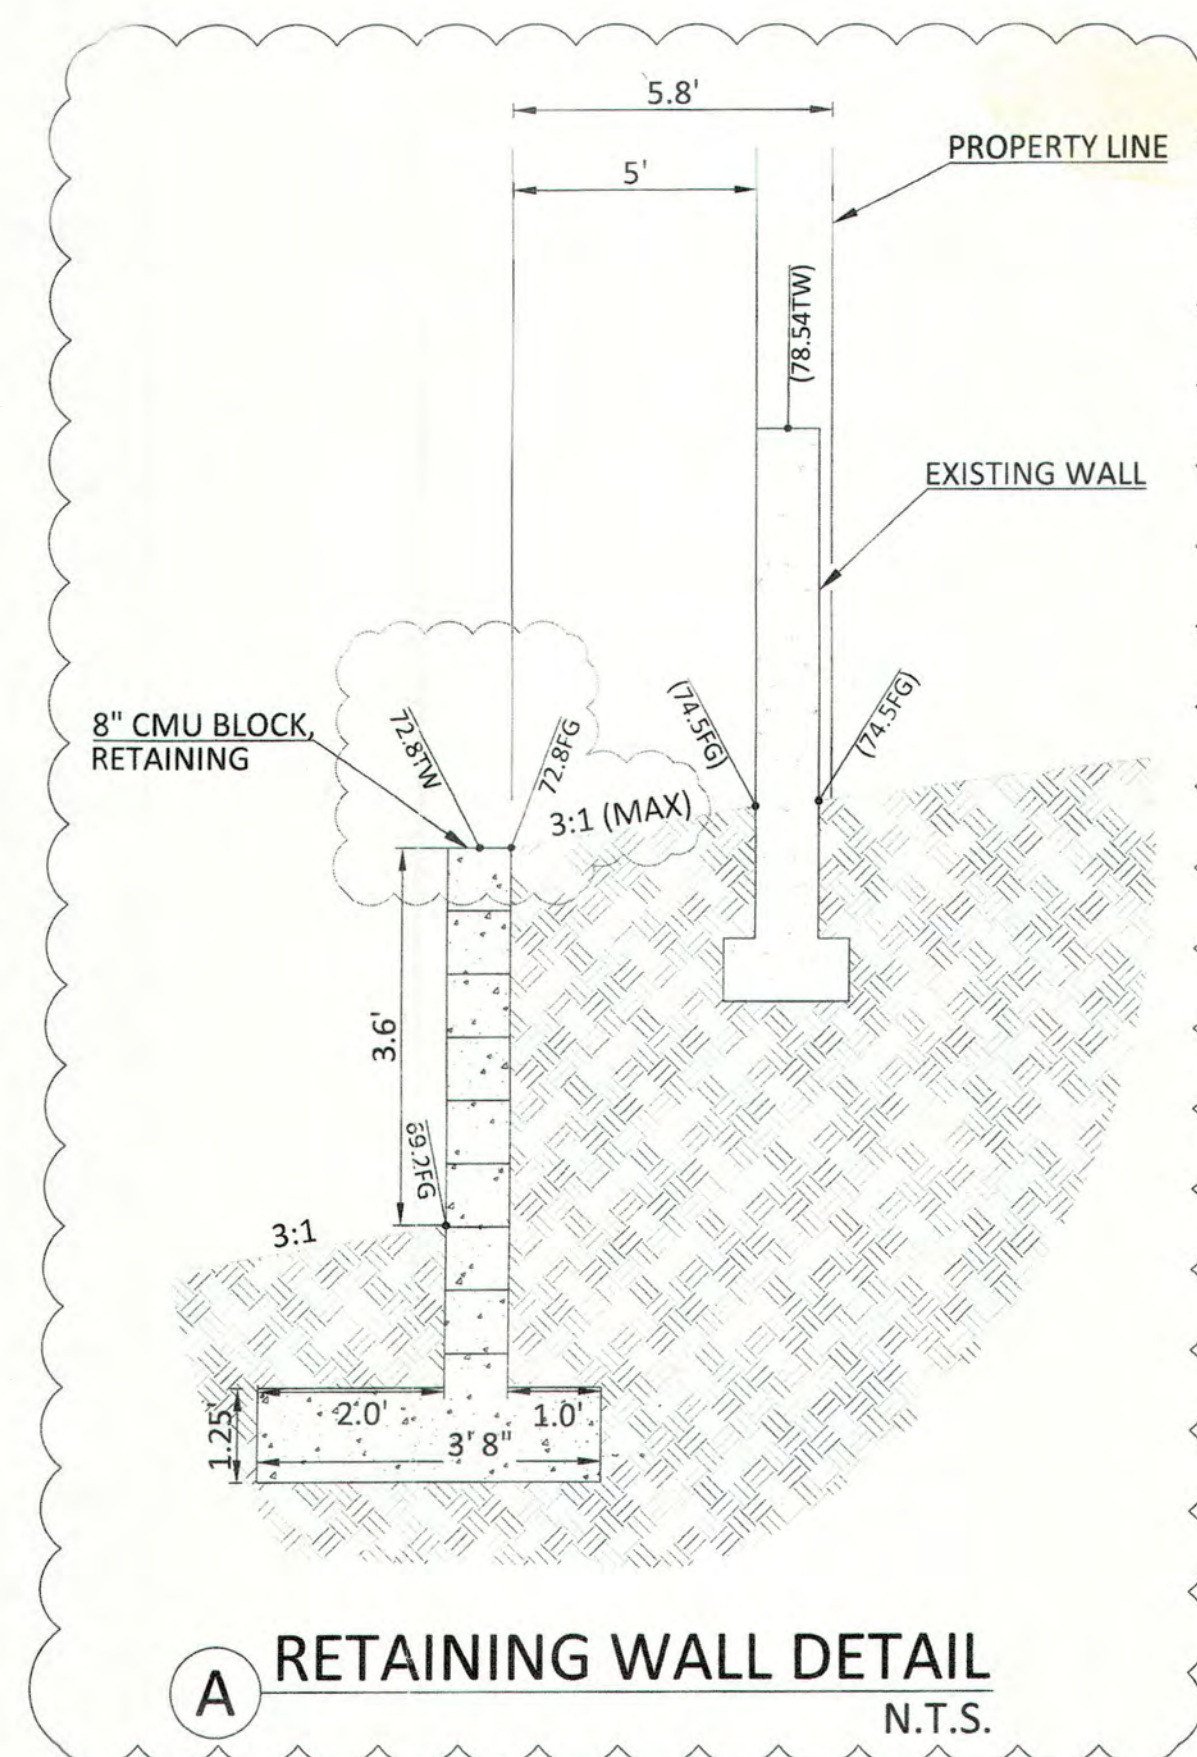 5.8'
PROPERTY LINE
5'
(78.54TW)
EXISTING WALL
8" CMU BLOCK,
RETAINING
72.8TW
72.8FG
3:1 (MAX)
(74.5FG)
(74.5FG)
3.6'
69.2FG
3:1
2.0'
1.0'
3' 8"
1.25'
A
RETAINING WALL DETAIL
N.T.S.